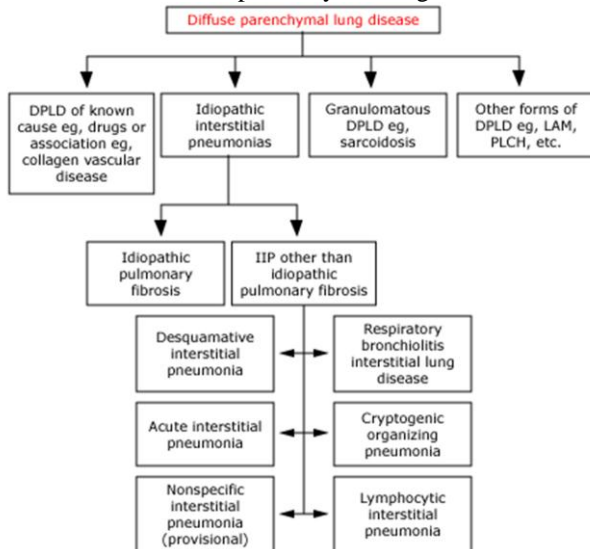 Diffuse parenchymal lung disease
DPLD of known
cause eg, drugs or
association eg,
collagen vascular
disease
Idiopathic
interstitial
pneumonias
Granulomatous
DPLD eg,
sarcoidosis
Other forms of
DPLD eg, LAM,
PLCH, etc.
Idiopathic
pulmonary
fibrosis
IIP other than
idiopathic
pulmonary fibrosis
Desquamative
interstitial
pneumonia
Respiratory
bronchiolitis
interstitial lung
disease
Acute interstitial
pneumonia
Cryptogenic
organizing
pneumonia
Nonspecific
interstitial
pneumonia
(provisional)
Lymphocytic
interstitial
pneumonia